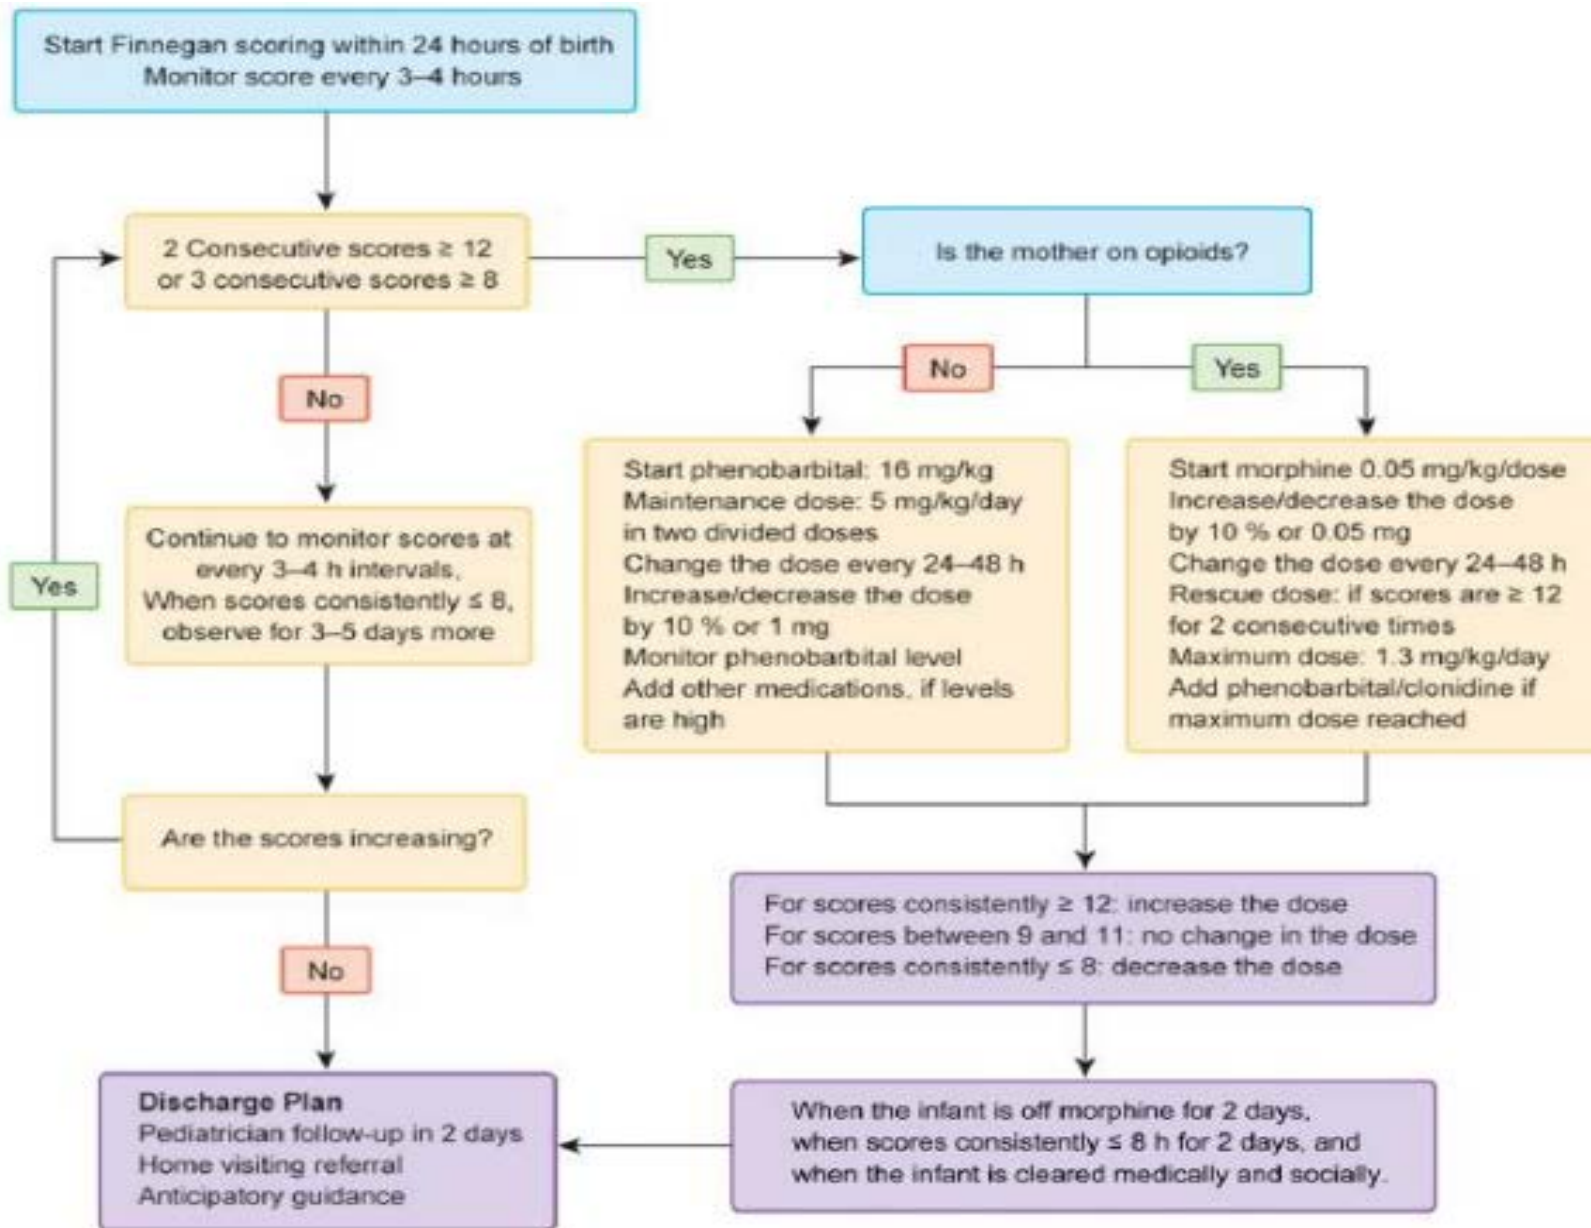 Start Finnegan scoring within 24 hours of birth
Monitor score every 3–4 hours
2 Consecutive scores ≥ 12
or 3 consecutive scores ≥ 8
Yes
Is the mother on opioids?
No
No
Yes
Start phenobarbital: 16 mg/kg
Maintenance dose: 5 mg/kg/day
in two divided doses
Change the dose every 24–48 h
Increase/decrease the dose
by 10 % or 1 mg
Monitor phenobarbital level
Add other medications, if levels
are high
Start morphine 0.05 mg/kg/dose
Increase/decrease the dose
by 10 % or 0.05 mg
Change the dose every 24–48 h
Rescue dose: if scores are ≥ 12
for 2 consecutive times
Maximum dose: 1.3 mg/kg/day
Add phenobarbital/clonidine if
maximum dose reached
Continue to monitor scores at
every 3–4 h intervals,
When scores consistently ≤ 8,
observe for 3–5 days more
Yes
Are the scores increasing?
No
For scores consistently ≥ 12: increase the dose
For scores between 9 and 11: no change in the dose
For scores consistently ≤ 8: decrease the dose
When the infant is off morphine for 2 days,
when scores consistently ≤ 8 h for 2 days, and
when the infant is cleared medically and socially.
Discharge Plan
Pediatrician follow-up in 2 days
Home visiting referral
Anticipatory guidance